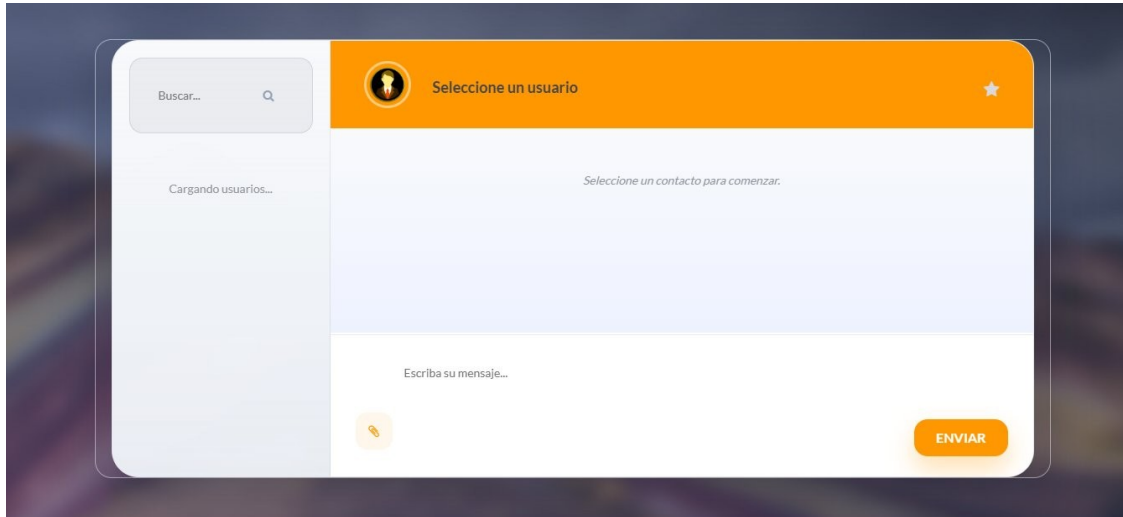 Buscar...
Cargando usuarios...
Seleccione un usuario
Seleccione un contacto para comenzar.
Escriba su mensaje...
ENVIAR